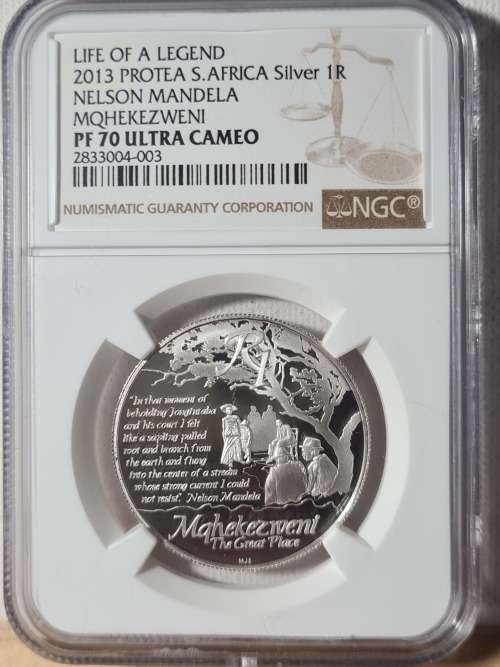 LIFE OF A LEGEND
2013 PROTEA S.AFRICA Silver 1R
NELSON MANDELA
MQHEKEZWENI
PF 70 ULTRA CAMEO
2833004-003
NUMISMATIC GUARANTY CORPORATION
NGC®
R1
"In that moment of
beholding Jongintaba
and his court I felt
like a sapling pulled
root and branch from
the earth and flung
into the center of a stream
whose strong current I could
not resist". Nelson Mandela
Mqhekezweni
The Great Place
MJS